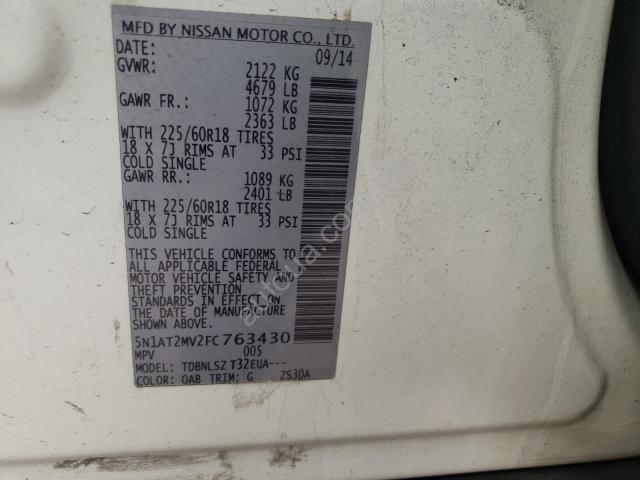 MFD BY NISSAN MOTOR CO., LTD.
DATE: 09/14
GVWR: 2122 KG
4679 LB
GAWR FR.: 1072 KG
2363 LB
WITH 225/60R18 TIRES
18 X 7J RIMS AT 33 PSI
COLD SINGLE
GAWR RR.: 1089 KG
2401 LB
WITH 225/60R18 TIRES
18 X 7J RIMS AT 33 PSI
COLD SINGLE
THIS VEHICLE CONFORMS TO
ALL APPLICABLE FEDERAL
MOTOR VEHICLE SAFETY AND
THEFT PREVENTION
STANDARDS IN EFFECT ON
THE DATE OF MANUFACTURE
SHOWN ABOVE.
5N1AT2MV2FC763430
MPV 005
MODEL: TDBNLSZ T32EUA---
COLOR: QAB TRIM: G ZS30A
autoua.com